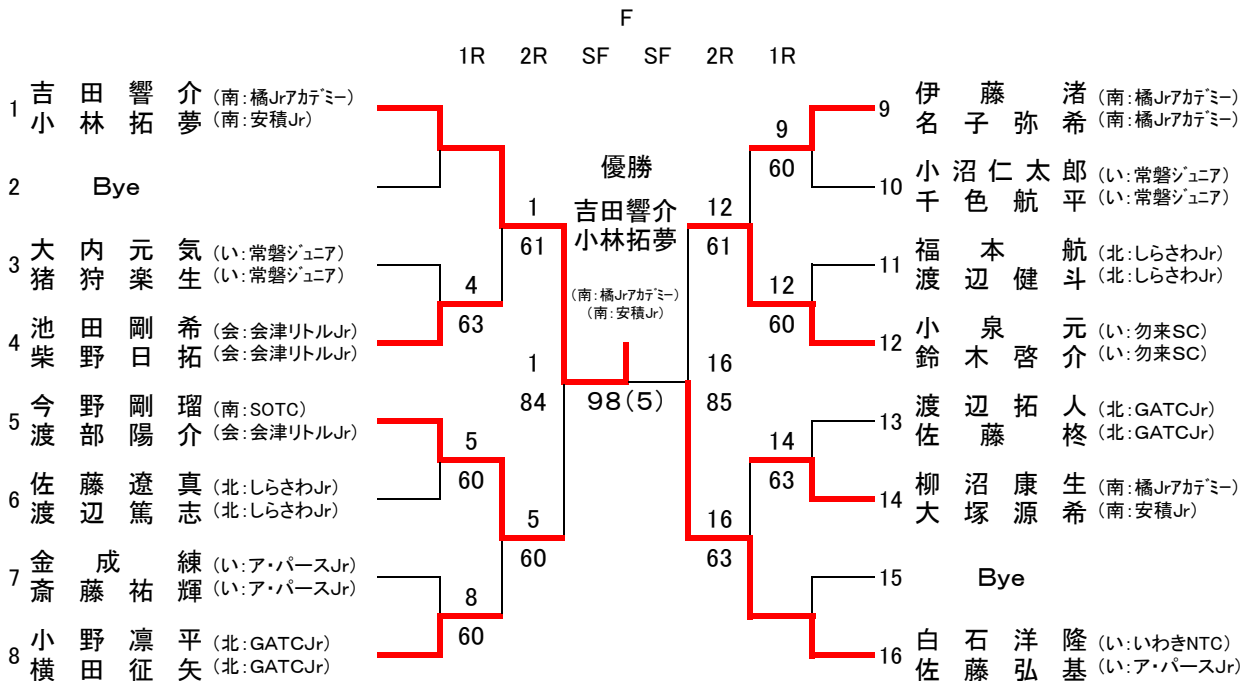 F
1R 2R SF SF 2R 1R
1 吉田響介 (南:橘Jrアカデミー)
小林拓夢 (南:安積Jr)
2 Bye
3 大内元気 (い:常磐ジュニア)
猪狩楽生 (い:常磐ジュニア)
4 池田剛希 (会:会津リトルJr)
柴野日拓 (会:会津リトルJr)
5 今野剛瑠 (南:SOTC)
渡部陽介 (会:会津リトルJr)
6 佐藤遼真 (北:しらさわJr)
渡辺篤志 (北:しらさわJr)
7 金成練 (い:ア・パースJr)
斎藤祐輝 (い:ア・パースJr)
8 小野凛平 (北:GATCJr)
横田征矢 (北:GATCJr)
4
63
5
60
8
60
1
61
5
60
1
84
優勝
吉田響介
小林拓夢
(南:橘Jrアカデミー)
(南:安積Jr)
98(5)
12
61
16
85
16
63
9
60
12
60
14
63
9 伊藤渚 (南:橘Jrアカデミー)
名子弥希 (南:橘Jrアカデミー)
10 小沼仁太郎 (い:常磐ジュニア)
千色航平 (い:常磐ジュニア)
11 福本航 (北:しらさわJr)
渡辺健斗 (北:しらさわJr)
12 小泉元 (い:勿来SC)
鈴木啓介 (い:勿来SC)
13 渡辺拓人 (北:GATCJr)
佐藤柊 (北:GATCJr)
14 柳沼康生 (南:橘Jrアカデミー)
大塚源希 (南:安積Jr)
15 Bye
16 白石洋隆 (い:いわきNTC)
佐藤弘基 (い:ア・パースJr)